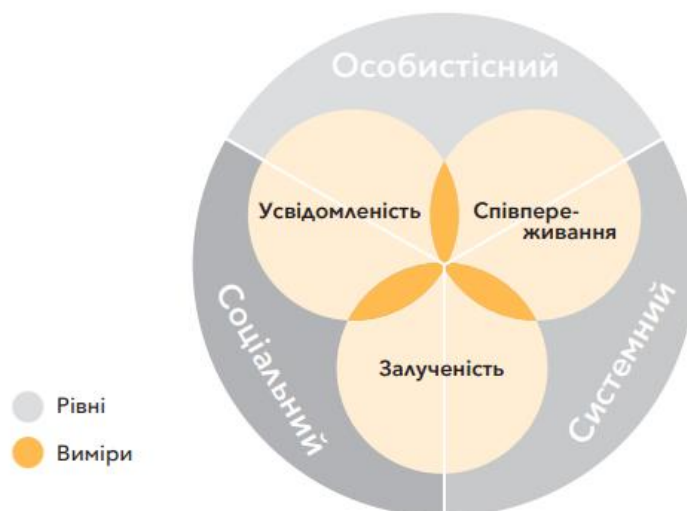 Особистісний
Усвідомленість
Співпере-
живання
Соціальний
Системний
Залученість
Рівні
Виміри